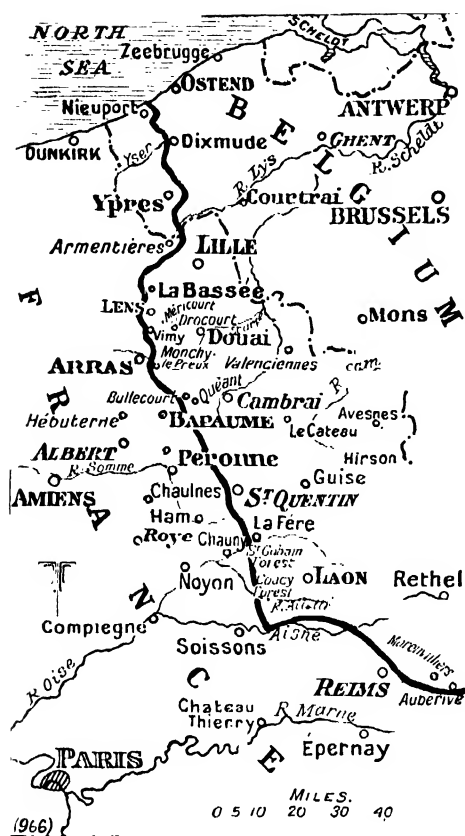 NORTH
SEA
SCHELDT
Zeebrugge
OSTEND
Nieuport
ANTWERP
DUNKIRK
Yser
Dixmude
GHENT
R. Scheldt
R. Lys
Ypres
Courtrai
BRUSSELS
BELGIUM
Armentières
LILLE
La Bassée
LENS
Méricourt
Drocourt
Mons
Vimy
Douai
ARRAS
Monchy
le Preux
Valenciennes
Bullecourt
Quéant
Cambrai
Hébuterne
BAPAUME
Le Cateau
Avesnes
ALBERT
Peronne
Hirson
R. Somme
AMIENS
Chaulnes
ST QUENTIN
Guise
Ham
Roye
La Fére
Chauny
St Gobain
Forest
Noyon
Coucy
Forest
LAON
Rethel
Compiegne
Soissons
Aisne
R. Oise
REIMS
Auberive
Chateau
Thierry
R. Marne
Épernay
FRANCE
PARIS
MILES.
0 5 10 20 30 40
(966)